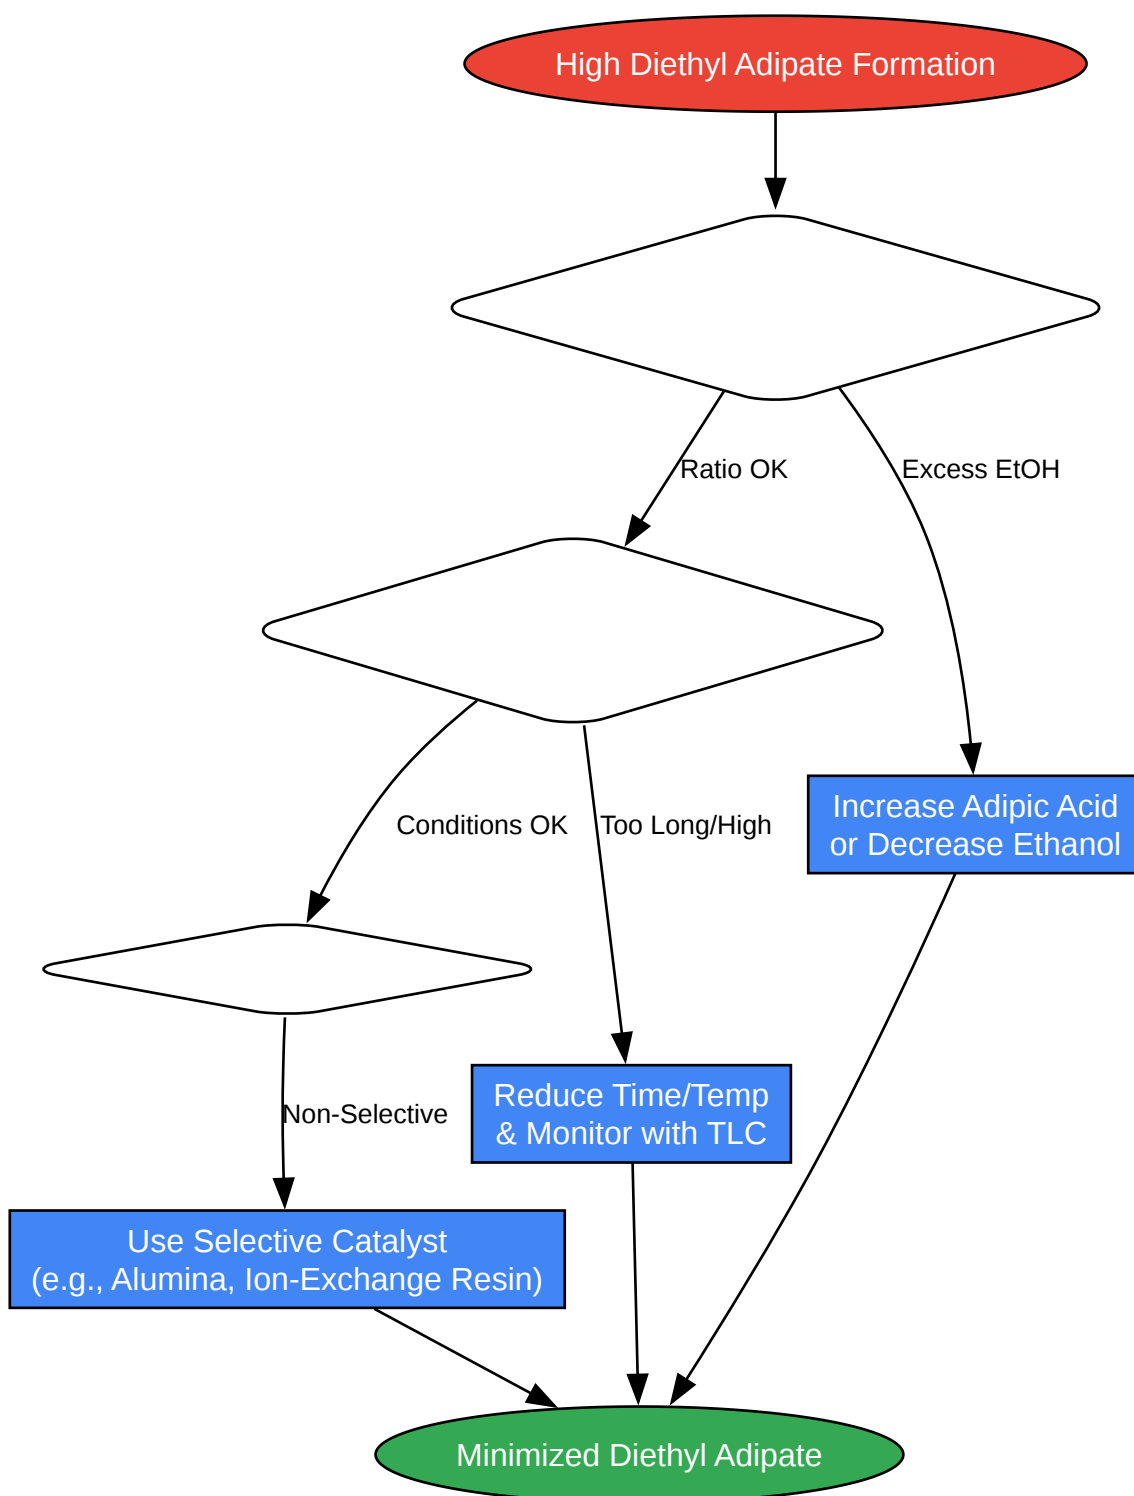 High Diethyl Adipate Formation
Ratio OK
Excess EtOH
Increase Adipic Acid
or Decrease Ethanol
Conditions OK
Too Long/High
Reduce Time/Temp
& Monitor with TLC
Non-Selective
Use Selective Catalyst
(e.g., Alumina, Ion-Exchange Resin)
Minimized Diethyl Adipate